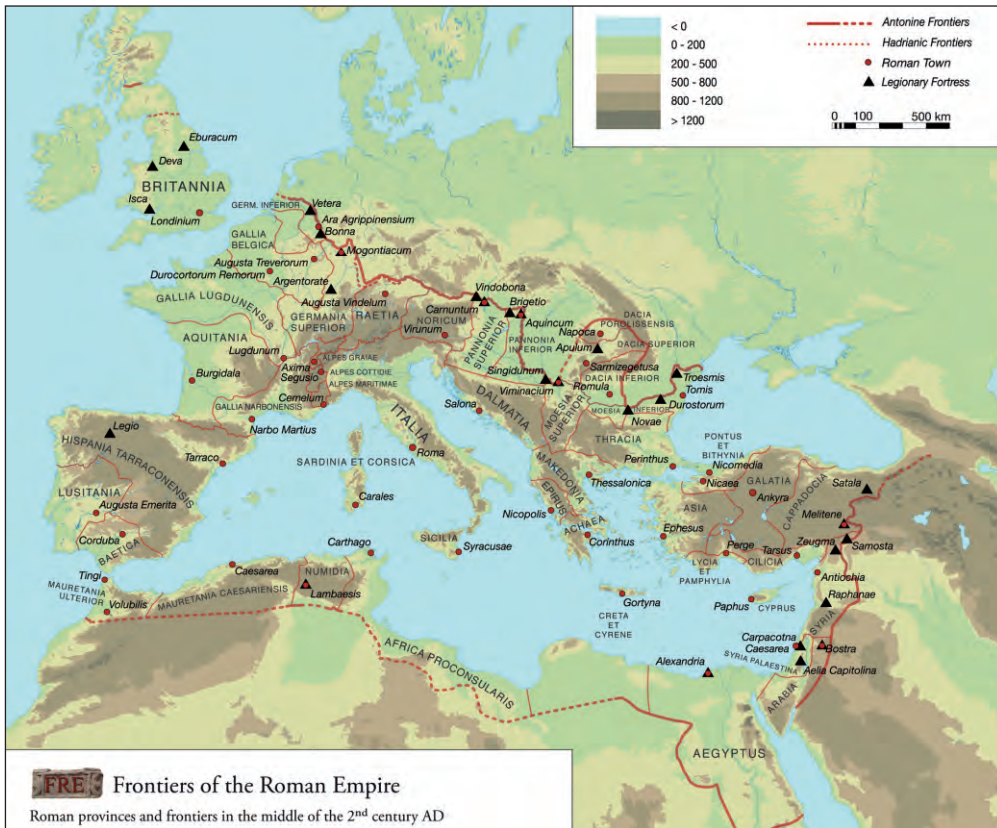 < 0
0 - 200
200 - 500
500 - 800
800 - 1200
> 1200
Antonine Frontiers
Hadrianic Frontiers
Roman Town
Legionary Fortress
0 100 500 km
Eburacum
Deva
BRITANNIA
Isca
Londinium
GERM. INFERIOR
Vetera
Ara Agrippinensium
Bonna
GALLIA
BELGICA
Mogontiacum
Augusta Treverorum
Durocortorum Remorum
Argentorate
Vindobona
GALLIA LUGDUNENSIS
Augusta Vindelum
Carnuntum
Brigetio
GERMANIA
SUPERIOR
RAETIA
NORICUM
Virunum
PANNONIA
SUPERIOR
Aquincum
PANNONIA
INFERIOR
DACIA
POROLISSENSIS
Napoca
DACIA SUPERIOR
Apulum
AQUITANIA
Lugdunum
ALPES GRAIAE
Axima
ALPES COTTIDIE
Segusio
ALPES MARITIMAE
Sarmizegetusa
Singidunum
DACIA INFERIOR
Troesmis
Burdigala
Viminacium
Romula
Tomis
Cemelum
GALLIA NARBONENSIS
DALMATIA
MOESIA
SUPERIOR
MOESIA INFERIOR
Durostorum
Legio
Narbo Martius
Salona
Novae
ITALIA
HISPANIA TARRACONENSIS
THRACIA
PONTUS
ET
BITHYNIA
Tarraco
SARDINIA ET CORSICA
Roma
MAKEDONIA
Perinthus
Nicomedia
GALATIA
Satala
LUSITANIA
Thessalonica
Nicaea
Ankyra
CAPPADOCIA
Augusta Emerita
Carales
EPIRUS
ASIA
Melitene
Nicopolis
ACHAEA
Corduba
SICILIA
Ephesus
Zeugma
Samosta
BAETICA
Carthago
Syracusae
Corinthus
Perge
Tarsus
LYCIA
ET
PAMPHYLIA
CILICIA
Tingi
Caesarea
NUMIDIA
Antiochia
MAURETANIA
ULTERIOR
MAURETANIA CAESARIENSIS
Lambaesis
Raphanae
Volubilis
Gortyna
Paphus
CYPRUS
SYRIA
CRETA
ET
CYRENE
Carpacotna
Caesarea
Bostra
AFRICA PROCONSULARIS
Alexandria
SYRIA PALAESTINA
Aelia Capitolina
ARABIA
AEGYPTUS
FRE
Frontiers of the Roman Empire
Roman provinces and frontiers in the middle of the 2nd century AD